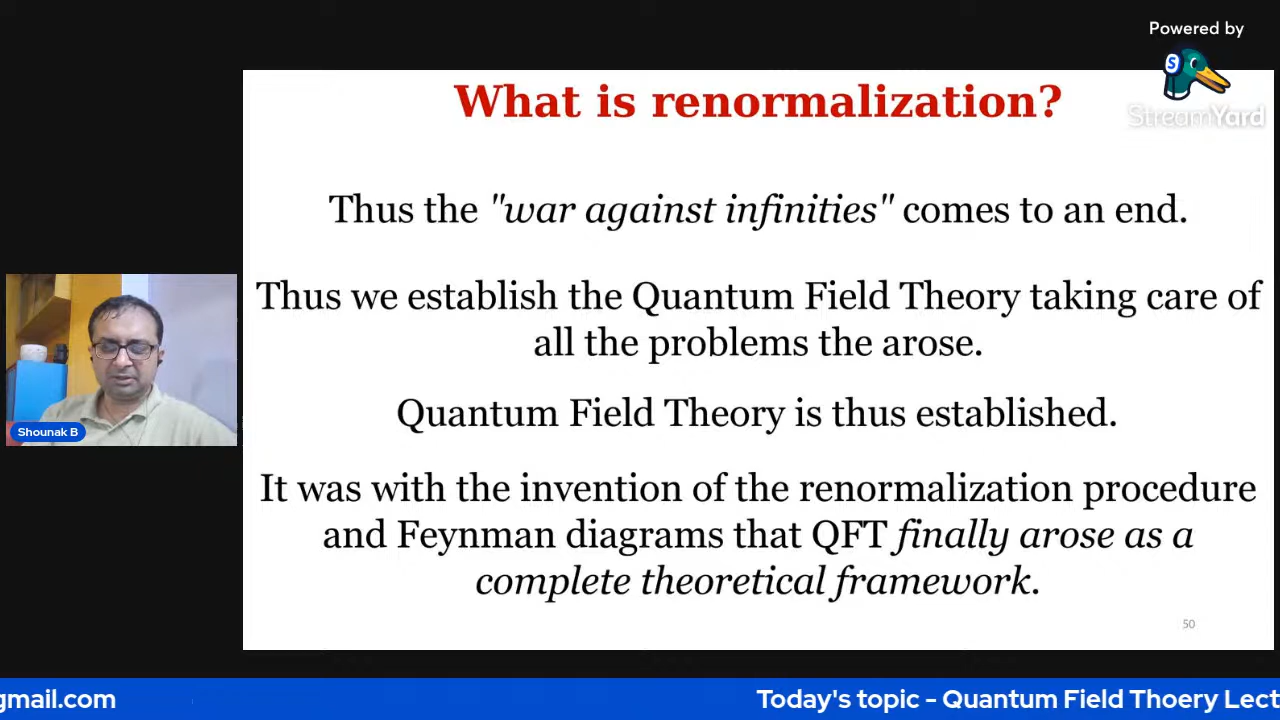 Powered by
S
StreamYard
What is renormalization?
Thus the "war against infinities" comes to an end.
Thus we establish the Quantum Field Theory taking care of
all the problems the arose.
Quantum Field Theory is thus established.
It was with the invention of the renormalization procedure
and Feynman diagrams that QFT finally arose as a
complete theoretical framework.
50
Shounak B
gmail.com
Today's topic - Quantum Field Thoery Lect